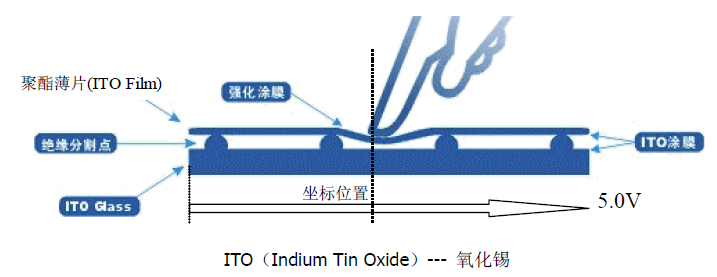 聚酯薄片(ITO Film)
强化涂膜
绝缘分割点
ITO涂膜
ITO Glass
坐标位置
5.0V
ITO（Indium Tin Oxide）--- 氧化锡